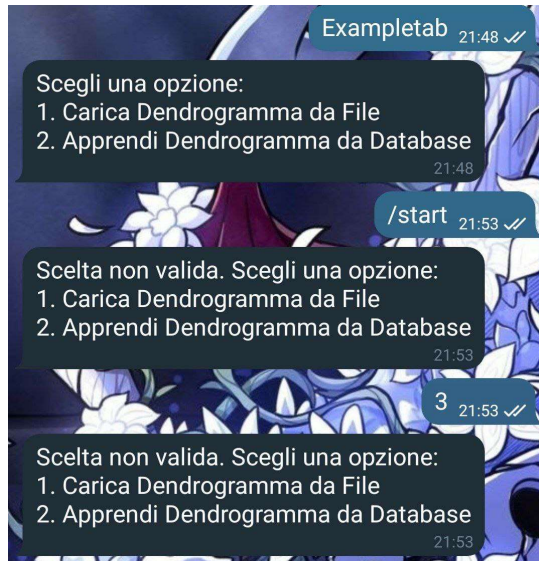 Exampletab 21:48
Scegli una opzione:
1. Carica Dendrogramma da File
2. Apprendi Dendrogramma da Database
21:48
/start 21:53
Scelta non valida. Scegli una opzione:
1. Carica Dendrogramma da File
2. Apprendi Dendrogramma da Database
21:53
3 21:53
Scelta non valida. Scegli una opzione:
1. Carica Dendrogramma da File
2. Apprendi Dendrogramma da Database
21:53